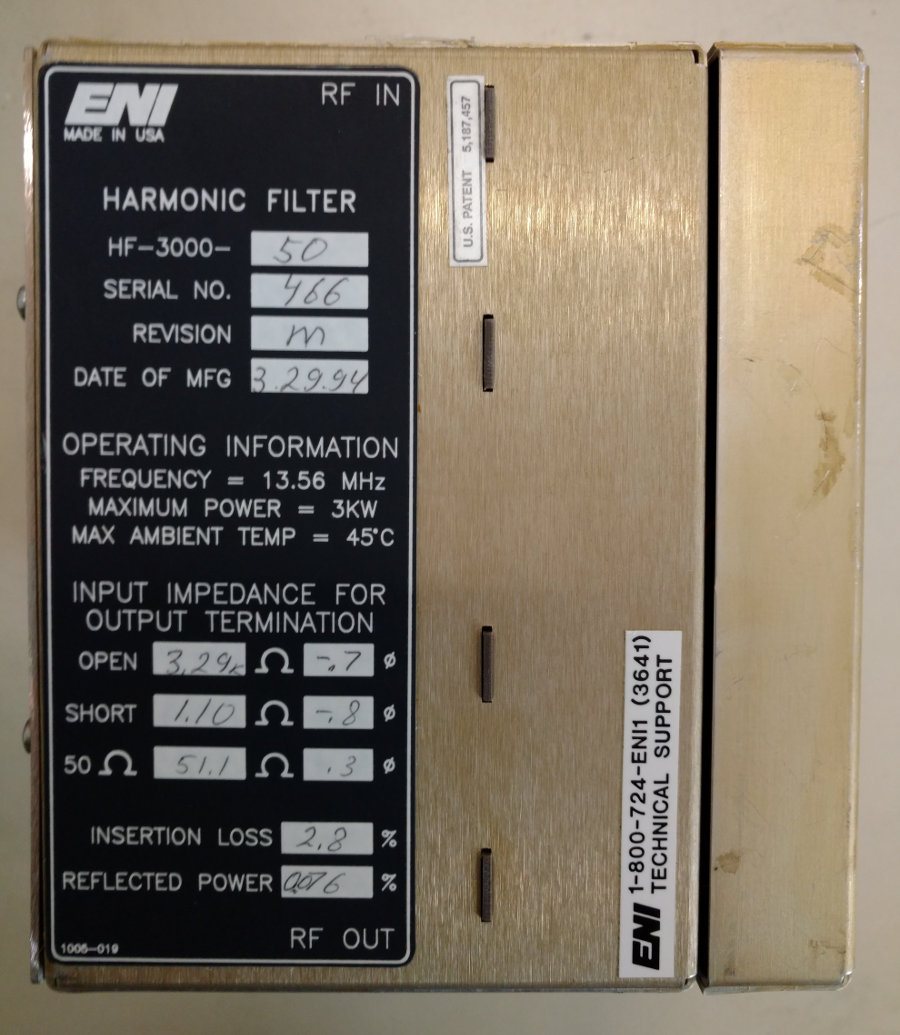 ENI
MADE IN USA
RF IN
HARMONIC FILTER
HF-3000- 50
SERIAL NO. 466
REVISION m
DATE OF MFG 3.29.94
OPERATING INFORMATION
FREQUENCY = 13.56 MHz
MAXIMUM POWER = 3KW
MAX AMBIENT TEMP = 45°C
INPUT IMPEDANCE FOR
OUTPUT TERMINATION
OPEN 3.29K Ω -.7 ø
SHORT 1.10 Ω -.8 ø
50 Ω 51.1 Ω .3 ø
INSERTION LOSS 2.8 %
REFLECTED POWER 0.076 %
1005-019
RF OUT
U.S. PATENT 5,187,457
ENI 1-800-724-ENI1 (3641)
TECHNICAL SUPPORT